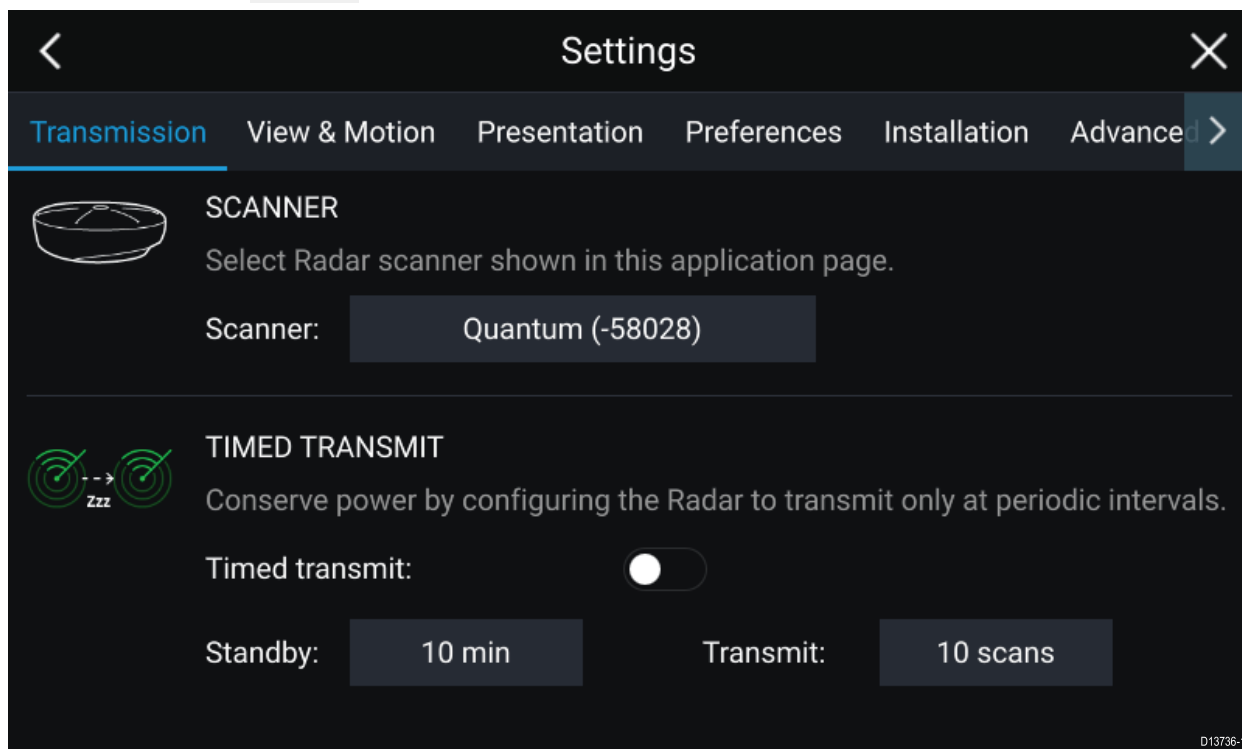 Settings
Transmission View & Motion Presentation Preferences Installation Advanced
SCANNER
Select Radar scanner shown in this application page.
Scanner: Quantum (-58028)
TIMED TRANSMIT
Zzz
Conserve power by configuring the Radar to transmit only at periodic intervals.
Timed transmit:
Standby: 10 min Transmit: 10 scans